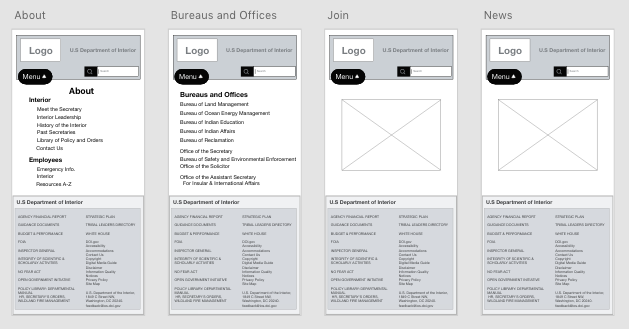 About
Logo
U.S Department of Interior
Menu
Search
About
Interior
Meet the Secretary
Interior Leadership
History of the Interior
Past Secretaries
Library of Policy and Orders
Contact Us
Employees
Emergency Info.
Interior
Resources A-Z
U.S Department of Interior
AGENCY FINANCIAL REPORT
STRATEGIC PLAN
GUIDANCE DOCUMENTS
TRIBAL LEADERS DIRECTORY
BUDGET & PERFORMANCE
WHITE HOUSE
FOIA
DOI.gov
Accessibility
INSPECTOR GENERAL
Accommodations
Contact Us
INTEGRITY OF SCIENTIFIC &
Copyright
SCHOLARLY ACTIVITIES
Digital Media Guide
Disclaimer
NO FEAR ACT
Information Quality
Notices
OPEN GOVERNMENT INITIATIVE
Privacy Policy
Site Map
POLICY LIBRARY: DEPARTMENTAL
MANUAL
U.S. Department of the Interior
HR, SECRETARY'S ORDERS,
1849 C Street NW,
WILDLAND FIRE MANAGEMENT
Washington, DC 20240
feedback@ios.doi.gov
Bureaus and Offices
Logo
U.S Department of Interior
Menu
Search
Bureaus and Offices
Bureau of Land Management
Bureau of Ocean Energy Management
Bureau of Indian Education
Bureau of Indian Affairs
Bureau of Reclamation
Office of the Secretary
Bureau of Safety and Environmental Enforcement
Office of the Solicitor
Office of the Assistant Secretary
For Insular & International Affairs
U.S Department of Interior
AGENCY FINANCIAL REPORT
STRATEGIC PLAN
GUIDANCE DOCUMENTS
TRIBAL LEADERS DIRECTORY
BUDGET & PERFORMANCE
WHITE HOUSE
FOIA
DOI.gov
Accessibility
INSPECTOR GENERAL
Accommodations
Contact Us
INTEGRITY OF SCIENTIFIC &
Copyright
SCHOLARLY ACTIVITIES
Digital Media Guide
Disclaimer
NO FEAR ACT
Information Quality
Notices
OPEN GOVERNMENT INITIATIVE
Privacy Policy
Site Map
POLICY LIBRARY: DEPARTMENTAL
MANUAL
U.S. Department of the Interior
HR, SECRETARY'S ORDERS,
1849 C Street NW,
WILDLAND FIRE MANAGEMENT
Washington, DC 20240
feedback@ios.doi.gov
Join
Logo
U.S Department of Interior
Menu
Search
U.S Department of Interior
AGENCY FINANCIAL REPORT
STRATEGIC PLAN
GUIDANCE DOCUMENTS
TRIBAL LEADERS DIRECTORY
BUDGET & PERFORMANCE
WHITE HOUSE
FOIA
DOI.gov
Accessibility
INSPECTOR GENERAL
Accommodations
Contact Us
INTEGRITY OF SCIENTIFIC &
Copyright
SCHOLARLY ACTIVITIES
Digital Media Guide
Disclaimer
NO FEAR ACT
Information Quality
Notices
OPEN GOVERNMENT INITIATIVE
Privacy Policy
Site Map
POLICY LIBRARY: DEPARTMENTAL
MANUAL
U.S. Department of the Interior
HR, SECRETARY'S ORDERS,
1849 C Street NW,
WILDLAND FIRE MANAGEMENT
Washington, DC 20240
feedback@ios.doi.gov
News
Logo
U.S Department of Interior
Menu
Search
U.S Department of Interior
AGENCY FINANCIAL REPORT
STRATEGIC PLAN
GUIDANCE DOCUMENTS
TRIBAL LEADERS DIRECTORY
BUDGET & PERFORMANCE
WHITE HOUSE
FOIA
DOI.gov
Accessibility
INSPECTOR GENERAL
Accommodations
Contact Us
INTEGRITY OF SCIENTIFIC &
Copyright
SCHOLARLY ACTIVITIES
Digital Media Guide
Disclaimer
NO FEAR ACT
Information Quality
Notices
OPEN GOVERNMENT INITIATIVE
Privacy Policy
Site Map
POLICY LIBRARY: DEPARTMENTAL
MANUAL
U.S. Department of the Interior
HR, SECRETARY'S ORDERS,
1849 C Street NW,
WILDLAND FIRE MANAGEMENT
Washington, DC 20240
feedback@ios.doi.gov